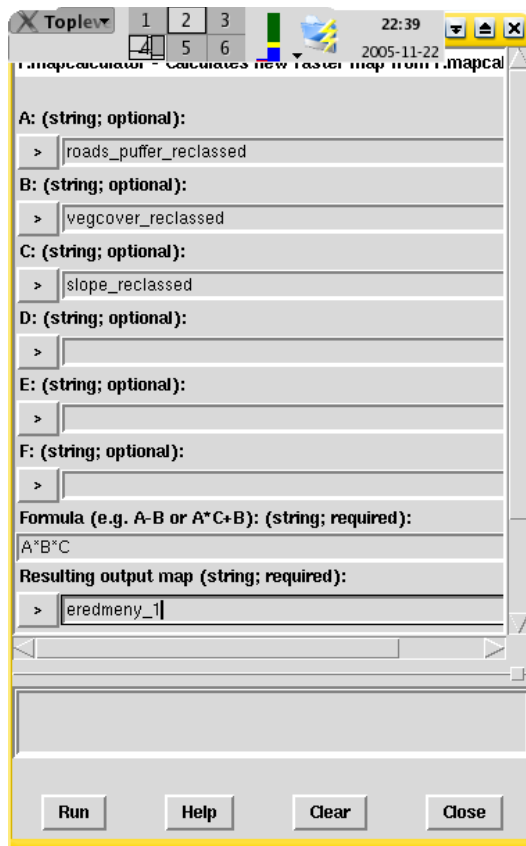 Toplev
1 2 3
4 5 6
22:39
2005-11-22
r.mapcalculator - Calculates new raster map from r.mapcal
A: (string; optional):
> roads_puffer_reclassed
B: (string; optional):
> vegcover_reclassed
C: (string; optional):
> slope_reclassed
D: (string; optional):
>
E: (string; optional):
>
F: (string; optional):
>
Formula (e.g. A-B or A*C+B): (string; required):
A*B*C
Resulting output map (string; required):
> eredmeny_1
Run Help Clear Close